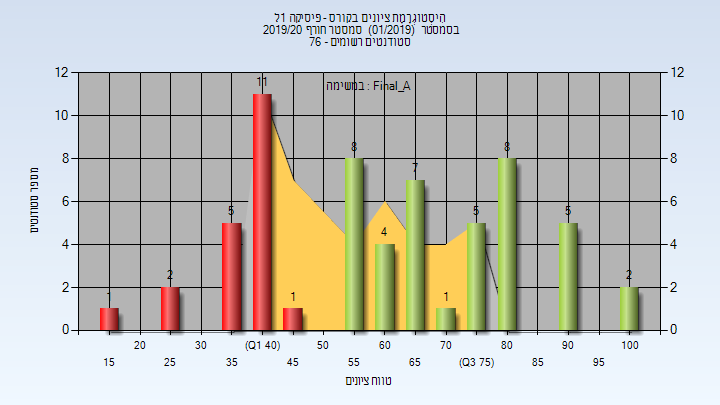 היסטוגרמת ציונים בקורס - פיסיקה 1ל
בסמסטר (01/2019) סמסטר חורף 2019/20
סטודנטים רשומים - 76
במשימה : Final_A
12 12
10 10
8 8
6 6
4 4
2 2
0 0
מספר סטודנטים
1 2 5 11 1 8 4 7 1 5 8 5 2
20 30 (Q1 40) 50 60 70 80 90 100
15 25 35 45 55 65 (Q3 75) 85 95
טווח ציונים